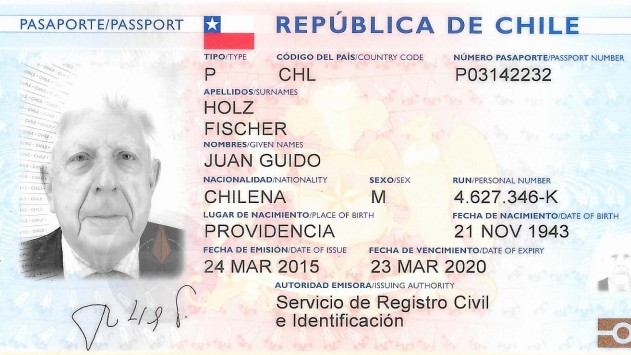 PASAPORTE/PASSPORT
REPÚBLICA DE CHILE
TIPO/TYPE CÓDIGO DEL PAÍS/COUNTRY CODE NÚMERO PASAPORTE/PASSPORT NUMBER
P CHL P03142232
APELLIDOS/SURNAMES
HOLZ
FISCHER
NOMBRES/GIVEN NAMES
JUAN GUIDO
NACIONALIDAD/NATIONALITY SEXO/SEX RUN/PERSONAL NUMBER
CHILENA M 4.627.346-K
LUGAR DE NACIMIENTO/PLACE OF BIRTH FECHA DE NACIMIENTO/DATE OF BIRTH
PROVIDENCIA 21 NOV 1943
FECHA DE EMISIÓN/DATE OF ISSUE FECHA DE VENCIMIENTO/DATE OF EXPIRY
24 MAR 2015 23 MAR 2020
AUTORIDAD EMISORA/ISSUING AUTHORITY
Servicio de Registro Civil
e Identificación